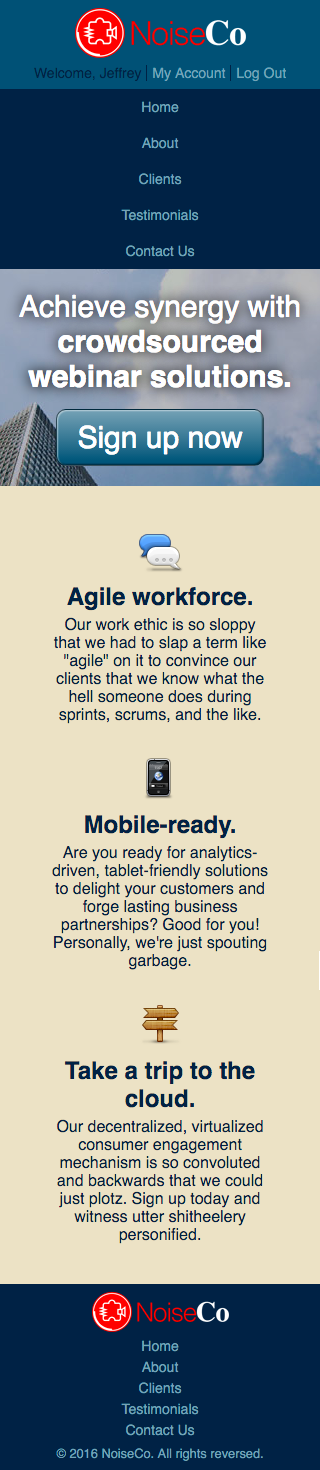 NoiseCo
Welcome, Jeffrey | My Account | Log Out
Home
About
Clients
Testimonials
Contact Us
Achieve synergy with
crowdsourced
webinar solutions.
Sign up now
Agile workforce.
Our work ethic is so sloppy
that we had to slap a term like
"agile" on it to convince our
clients that we know what the
hell someone does during
sprints, scrums, and the like.
Mobile-ready.
Are you ready for analytics-
driven, tablet-friendly solutions
to delight your customers and
forge lasting business
partnerships? Good for you!
Personally, we're just spouting
garbage.
Take a trip to the
cloud.
Our decentralized, virtualized
consumer engagement
mechanism is so convoluted
and backwards that we could
just plotz. Sign up today and
witness utter shitheelery
personified.
NoiseCo
Home
About
Clients
Testimonials
Contact Us
© 2016 NoiseCo. All rights reversed.